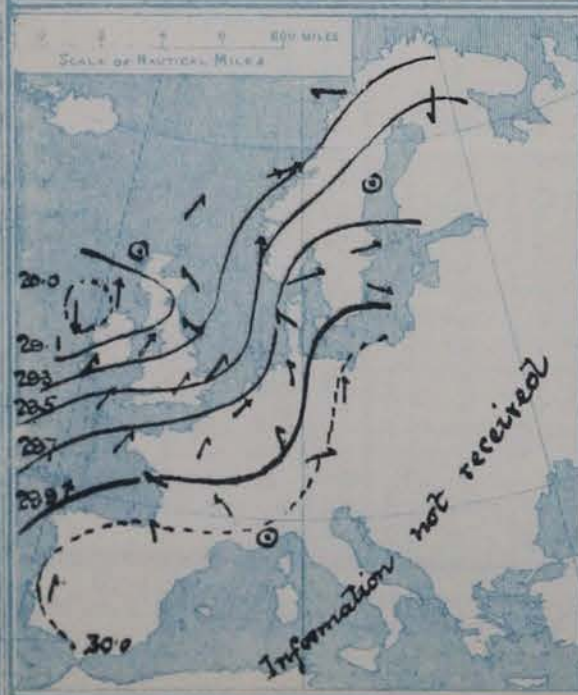 600 MILES
SCALE OF NAUTICAL MILES
29.0
29.1
29.3
29.5
29.7
29.9
30.0
Information not received